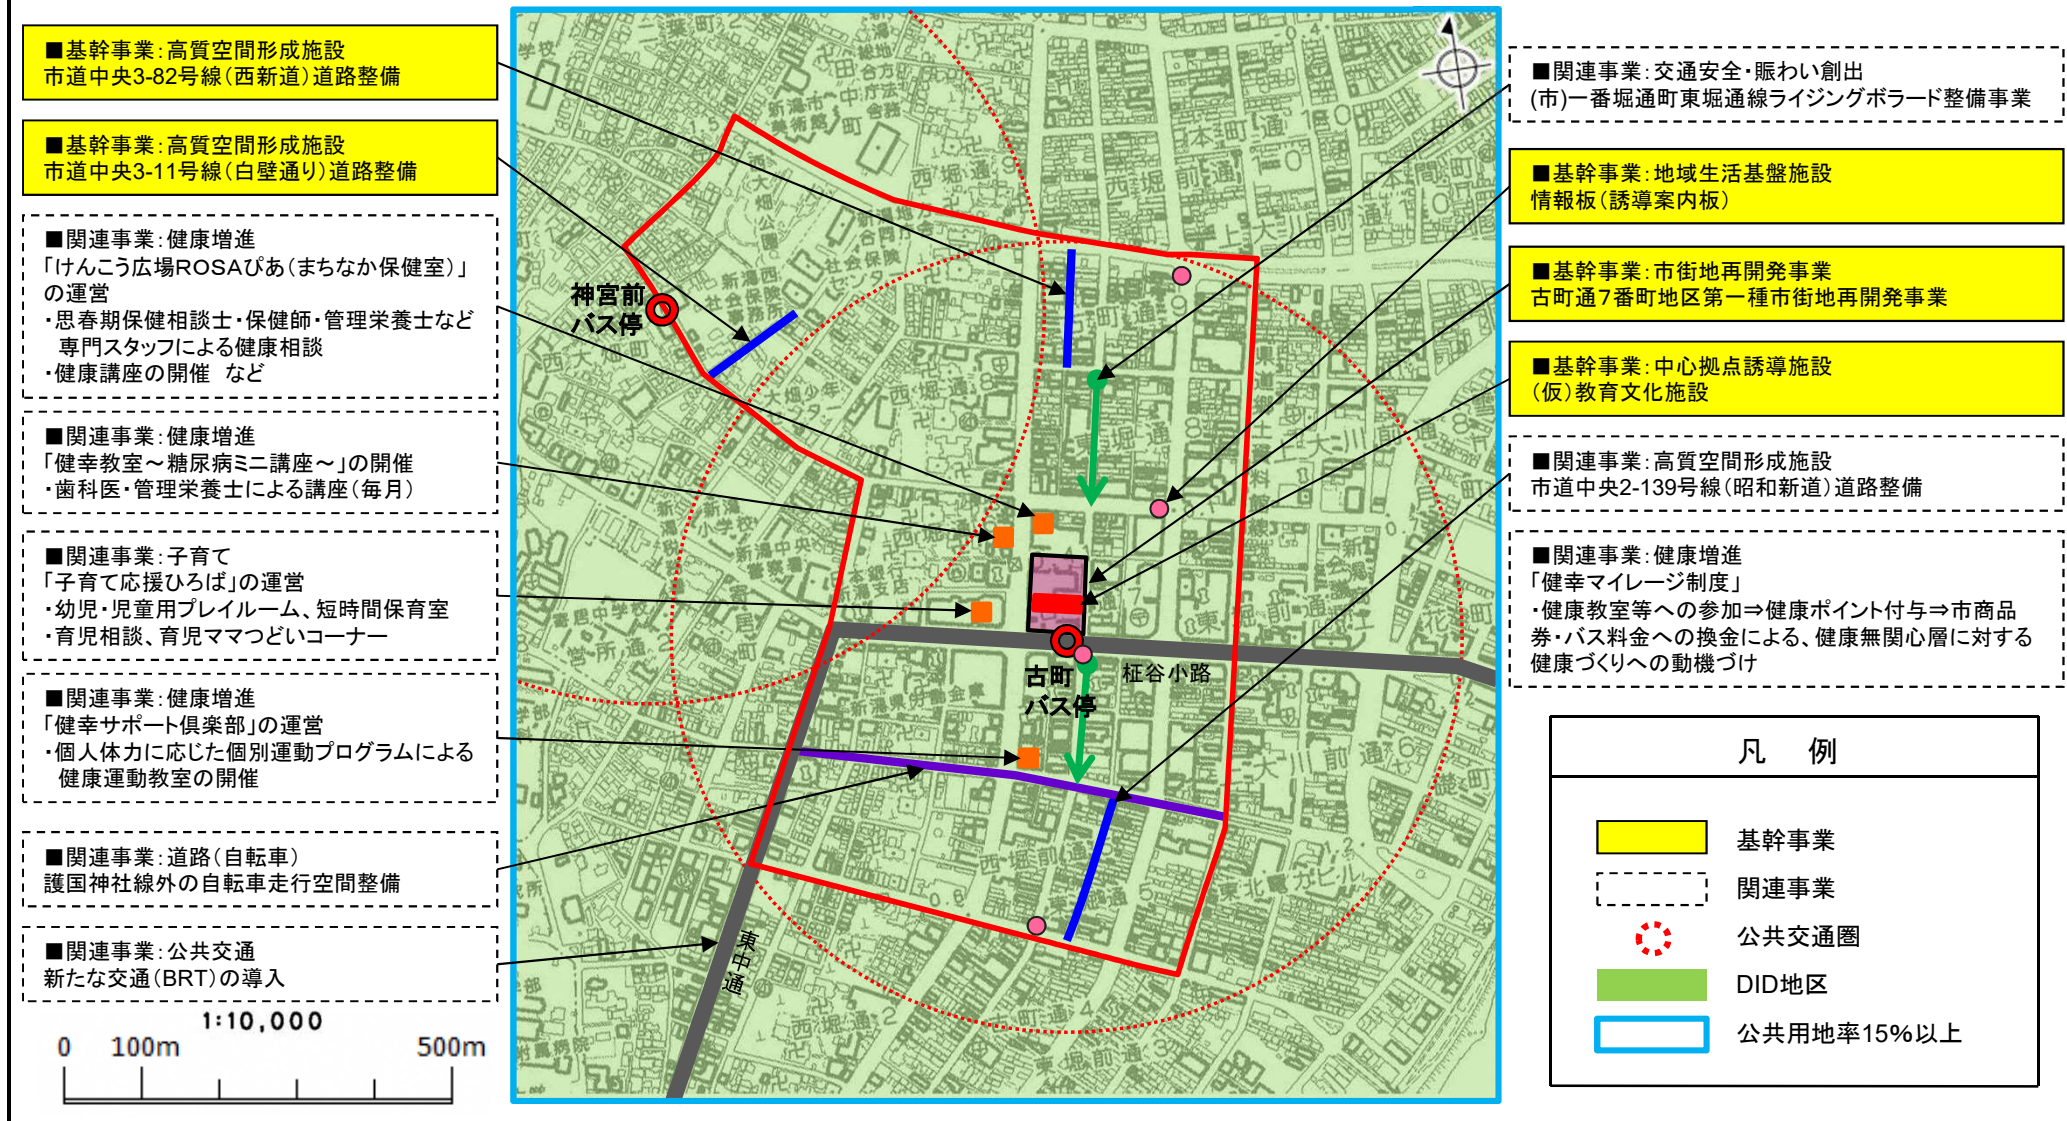 ■基幹事業:高質空間形成施設
市道中央3-82号線(西新道)道路整備
■基幹事業:高質空間形成施設
市道中央3-11号線(白壁通り)道路整備
■関連事業:健康増進
「けんこう広場ROSAぴあ(まちなか保健室)」
の運営
・思春期保健相談士・保健師・管理栄養士など
専門スタッフによる健康相談
・健康講座の開催 など
■関連事業:健康増進
「健幸教室～糖尿病ミニ講座～」の開催
・歯科医・管理栄養士による講座(毎月)
■関連事業:子育て
「子育て応援ひろば」の運営
・幼児・児童用プレイルーム、短時間保育室
・育児相談、育児ママつどいコーナー
■関連事業:健康増進
「健幸サポート倶楽部」の運営
・個人体力に応じた個別運動プログラムによる
健康運動教室の開催
■関連事業:道路(自転車)
護国神社線外の自転車走行空間整備
■関連事業:公共交通
新たな交通(BRT)の導入
1:10,000
0 100m 500m
神宮前
バス停
古町
バス停
柾谷小路
東中通
西堀前通
本町通
東堀通
大川前通
東北電力ビル
■関連事業:交通安全・賑わい創出
(市)一番堀通町東堀通線ライジングボラード整備事業
■基幹事業:地域生活基盤施設
情報板(誘導案内板)
■基幹事業:市街地再開発事業
古町通7番町地区第一種市街地再開発事業
■基幹事業:中心拠点誘導施設
(仮)教育文化施設
■関連事業:高質空間形成施設
市道中央2-139号線(昭和新道)道路整備
■関連事業:健康増進
「健幸マイレージ制度」
・健康教室等への参加⇒健康ポイント付与⇒市商品
券・バス料金への換金による、健康無関心層に対する
健康づくりへの動機づけ
凡 例
基幹事業
関連事業
公共交通圏
DID地区
公共用地率15%以上